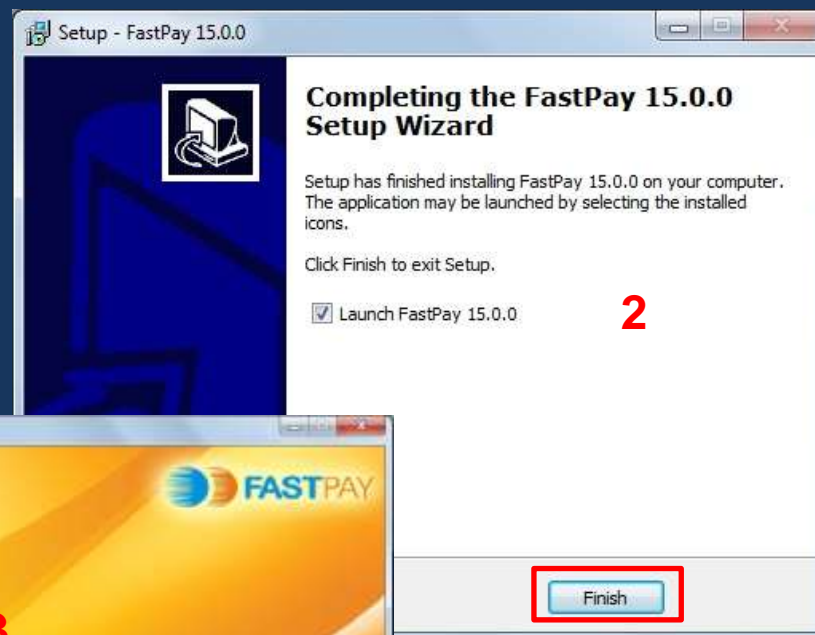 Setup - FastPay 15.0.0
Completing the FastPay 15.0.0
Setup Wizard
Setup has finished installing FastPay 15.0.0 on your computer.
The application may be launched by selecting the installed
icons.
Click Finish to exit Setup.
Launch FastPay 15.0.0
2
FASTPAY
Finish
3